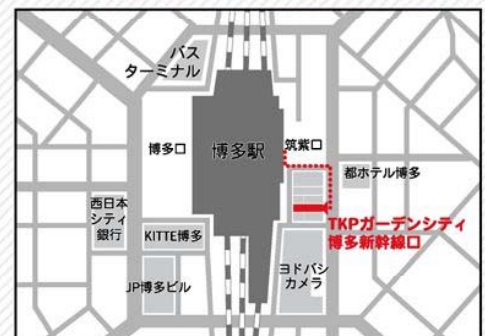 バス
ターミナル
博多口
博多駅
筑紫口
都ホテル博多
西日本
シティ
銀行
KITTE博多
TKPガーデンシティ
博多新幹線口
ヨドバシ
カメラ
JP博多ビル